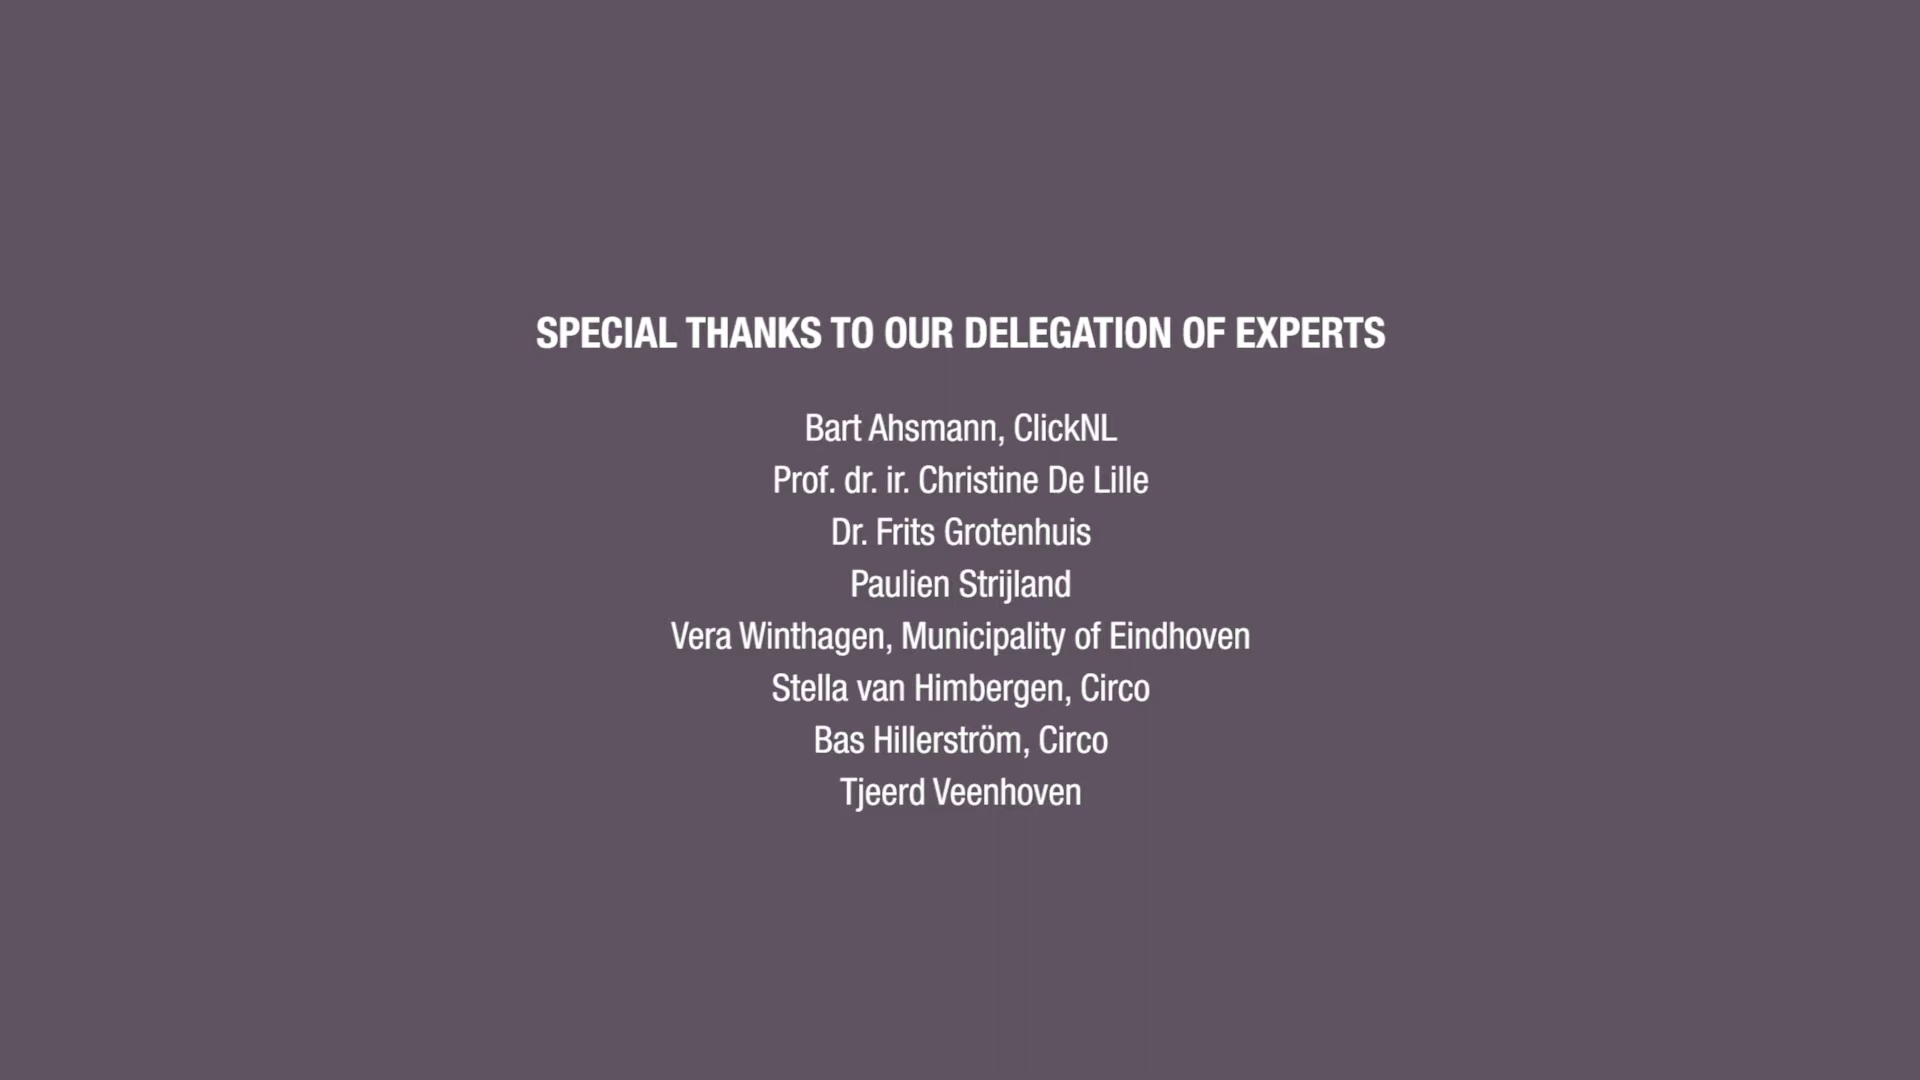 SPECIAL THANKS TO OUR DELEGATION OF EXPERTS
Bart Ahsmann, ClickNL
Prof. dr. ir. Christine De Lille
Dr. Frits Grotenhuis
Paulien Strijland
Vera Winthagen, Municipality of Eindhoven
Stella van Himbergen, Circo
Bas Hillerström, Circo
Tjeerd Veenhoven